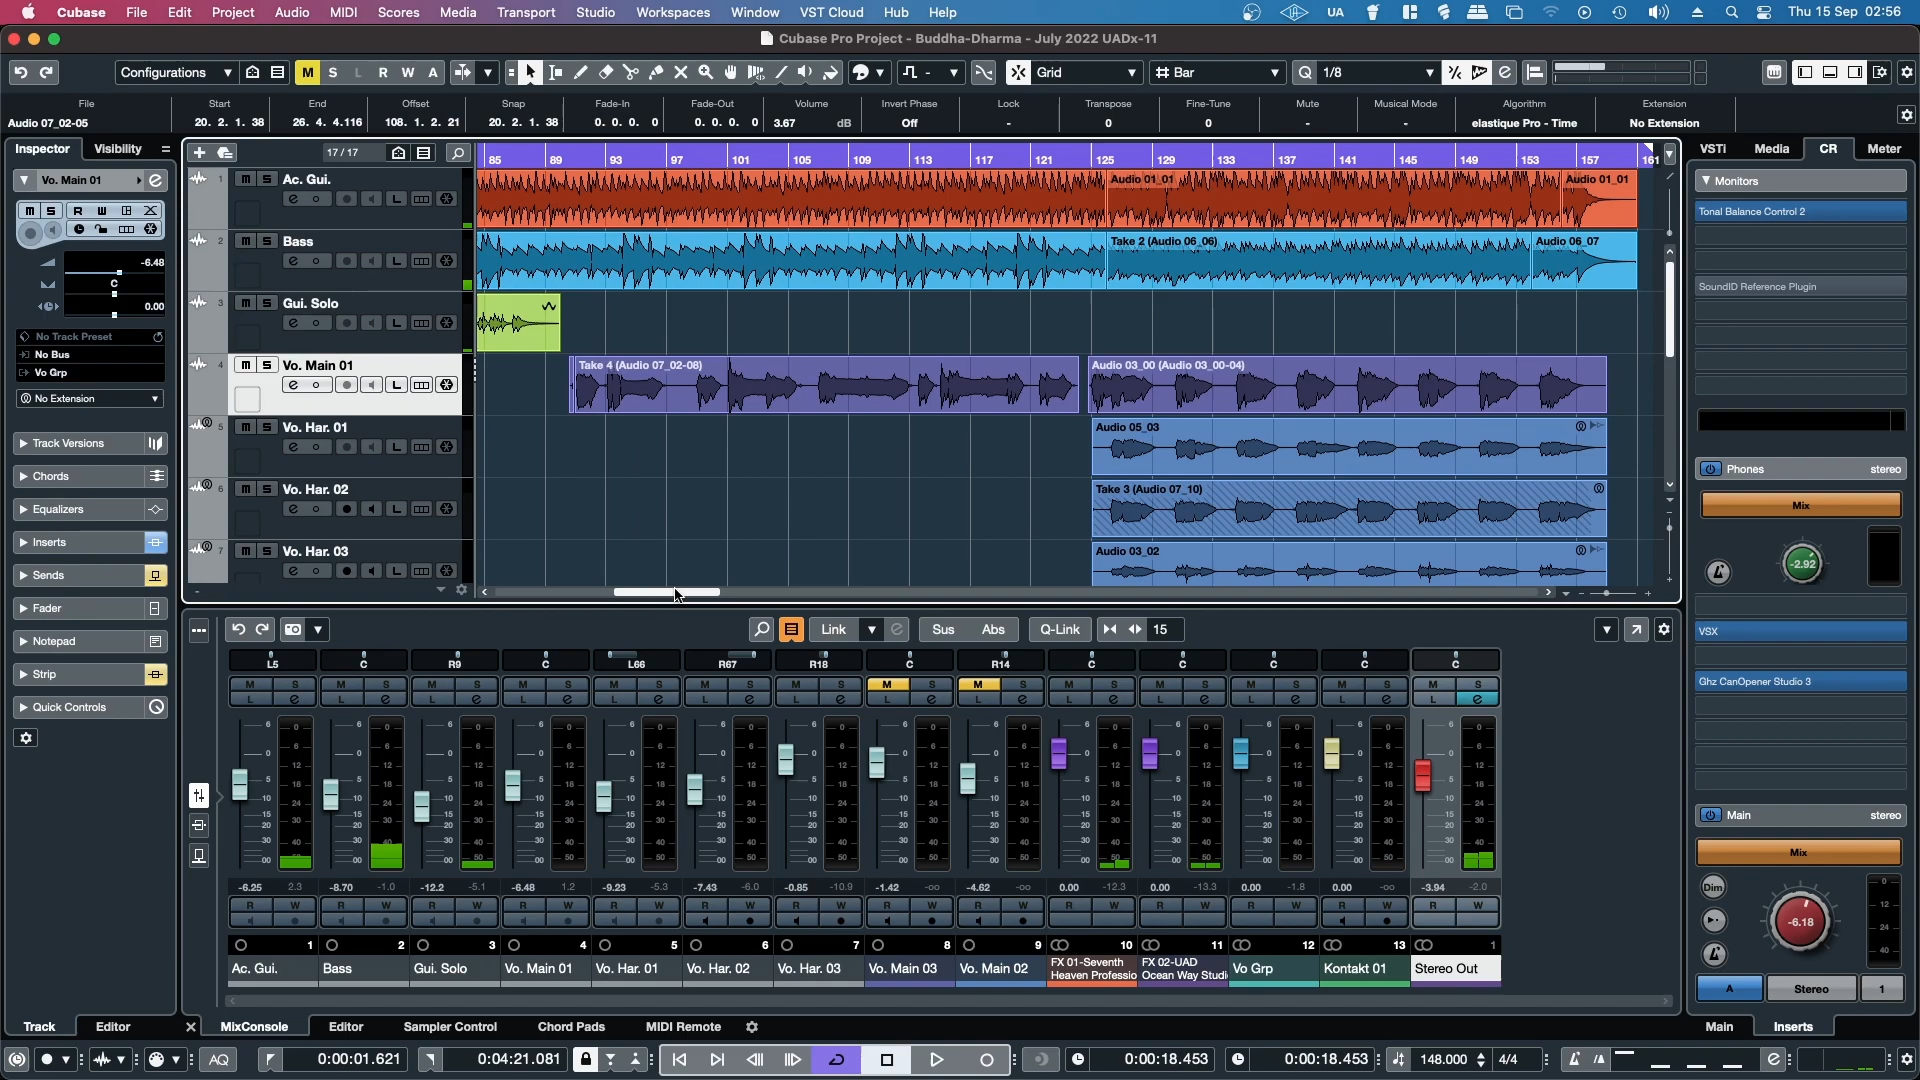 Cubase File Edit Project Audio MIDI Scores Media Transport Studio Workspaces Window VST Cloud Hub Help UA Thu 15 Sep 02:56
Cubase Pro Project - Buddha-Dharma - July 2022 UADx-11
Configurations M S L R W A - Grid Bar Q 1/8
File Start End Offset Snap Fade-In Fade-Out Volume Invert Phase Lock Transpose Fine-Tune Mute Musical Mode Algorithm Extension
Audio 07_02-05 20. 2. 1. 38 26. 4. 4.116 108. 1. 2. 21 20. 2. 1. 38 0. 0. 0. 0 0. 0. 0. 0 3.67 dB Off - 0 0 - - elastique Pro - Time No Extension
Inspector Visibility
Vo. Main 01
M S R W
-6.48
C
0.00
No Track Preset
No Bus
Vo Grp
No Extension
Track Versions
Chords
Equalizers
Inserts
Sends
Fader
Notepad
Strip
Quick Controls
17 / 17
85 89 93 97 101 105 109 113 117 121 125 129 133 137 141 145 149 153 157 161
1 m S Ac. Gui.
Audio 01_01 Audio 01_01
2 m S Bass
Take 2 (Audio 06_06) Audio 06_07
3 m S Gui. Solo
4 m S Vo. Main 01
Take 4 (Audio 07_02-08) Audio 03_00 (Audio 03_00-04)
5 m S Vo. Har. 01
Audio 05_03
6 m S Vo. Har. 02
Take 3 (Audio 07_10)
7 m S Vo. Har. 03
Audio 03_02
Link Sus Abs Q-Link 15
L5 C R9 C L66 R67 R18 C R14 C C C C C
M S M S M S M S M S M S M S M S M S M S M S M S M S M S
-6.25 2.3 -8.70 -1.0 -12.2 -5.1 -6.48 1.2 -9.23 -5.3 -7.43 -6.0 -0.85 -10.9 -1.42 -oo -4.62 -oo 0.00 -12.3 0.00 -13.3 0.00 -1.8 0.00 -oo -3.94 -2.0
R W R W R W R W R W R W R W R W R W R W R W R W R W R W
1 2 3 4 5 6 7 8 9 10 11 12 13 1
Ac. Gui. Bass Gui. Solo Vo. Main 01 Vo. Har. 01 Vo. Har. 02 Vo. Har. 03 Vo. Main 03 Vo. Main 02 FX 01-Seventh Heaven Professio FX 02-UAD Ocean Way Studi Vo Grp Kontakt 01 Stereo Out
VSTi Media CR Meter
Monitors
Tonal Balance Control 2
SoundID Reference Plugin
Phones stereo
Mix
-2.92
VSX
Ghz CanOpener Studio 3
Main stereo
Mix
Dim
-6.18
A Stereo 1
Main Inserts
Track Editor MixConsole Editor Sampler Control Chord Pads MIDI Remote
AQ 0:00:01.621 0:04:21.081 0:00:18.453 0:00:18.453 148.000 4/4